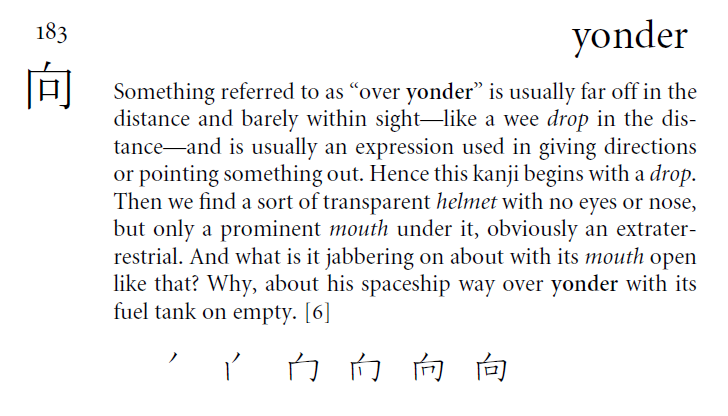 183
yonder
向
Something referred to as “over yonder” is usually far off in the
distance and barely within sight—like a wee drop in the dis-
tance—and is usually an expression used in giving directions
or pointing something out. Hence this kanji begins with a drop.
Then we find a sort of transparent helmet with no eyes or nose,
but only a prominent mouth under it, obviously an extrater-
restrial. And what is it jabbering on about with its mouth open
like that? Why, about his spaceship way over yonder with its
fuel tank on empty. [6]